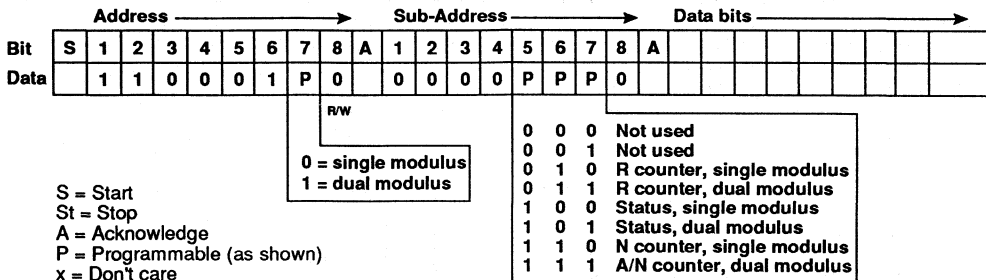 Address Sub-Address Data bits
Bit S 1 2 3 4 5 6 7 8 A 1 2 3 4 5 6 7 8 A
Data 1 1 0 0 0 1 P 0 0 0 0 0 P P P 0
R/W
0 = single modulus
1 = dual modulus
S = Start
St = Stop
A = Acknowledge
P = Programmable (as shown)
x = Don't care
0 0 0 Not used
0 0 1 Not used
0 1 0 R counter, single modulus
0 1 1 R counter, dual modulus
1 0 0 Status, single modulus
1 0 1 Status, dual modulus
1 1 0 N counter, single modulus
1 1 1 A/N counter, dual modulus